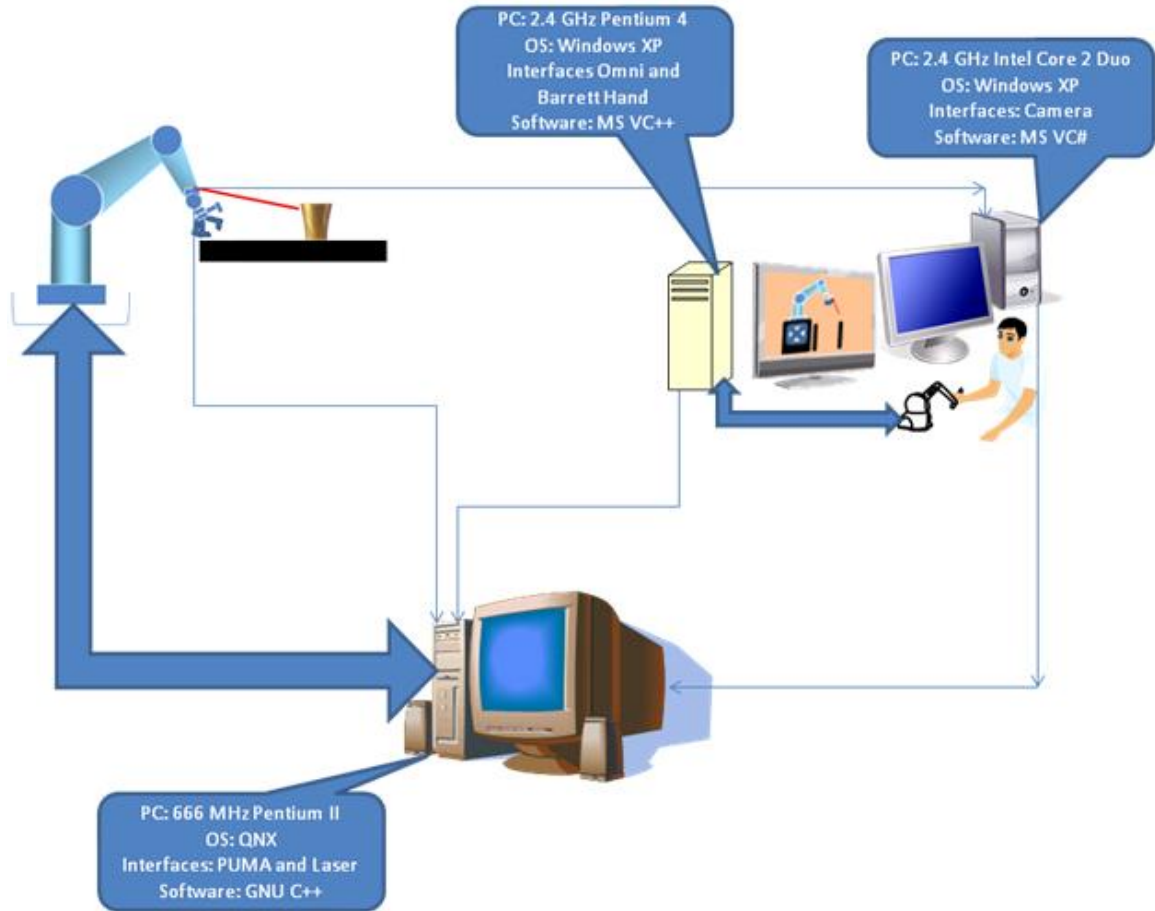 PC: 2.4 GHz Pentium 4
OS: Windows XP
Interfaces Omni and
Barrett Hand
Software: MS VC++
PC: 2.4 GHz Intel Core 2 Duo
OS: Windows XP
Interfaces: Camera
Software: MS VC#
PC: 666 MHz Pentium II
OS: QNX
Interfaces: PUMA and Laser
Software: GNU C++